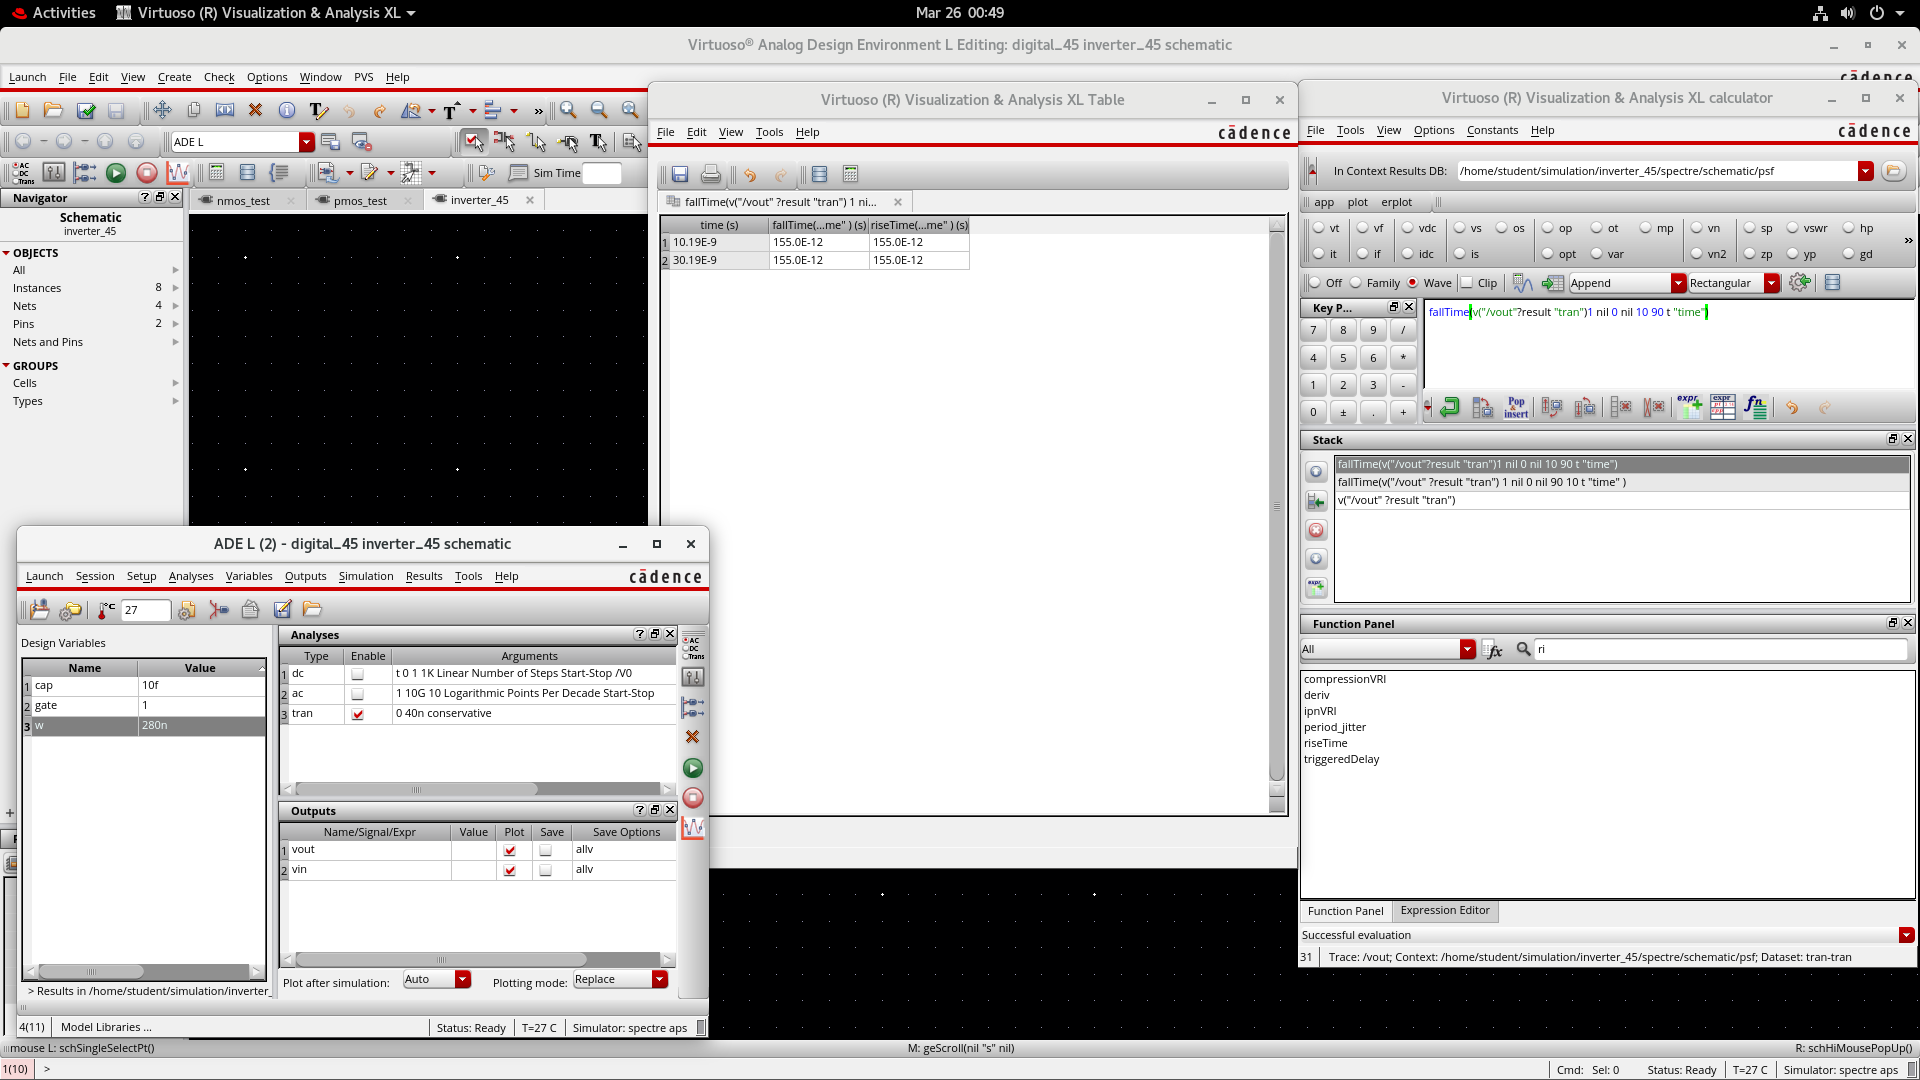 Activities
Virtuoso (R) Visualization & Analysis XL
Mar 26 00:49
Virtuoso® Analog Design Environment L Editing: digital_45 inverter_45 schematic
Launch File Edit View Create Check Options Window PVS Help
cādence
ADE L
Sim Time
AC
DC
Trans
Navigator
Schematic
inverter_45
OBJECTS
All
Instances 8
Nets 4
Pins 2
Nets and Pins
GROUPS
Cells
Types
nmos_test
pmos_test
inverter_45
Virtuoso (R) Visualization & Analysis XL Table
File Edit View Tools Help
cādence
fallTime(v("/vout" ?result "tran") 1 ni...
time (s) fallTime(...me" ) (s) riseTime(...me" ) (s)
1 10.19E-9 155.0E-12 155.0E-12
2 30.19E-9 155.0E-12 155.0E-12
Virtuoso (R) Visualization & Analysis XL calculator
File Tools View Options Constants Help
cādence
In Context Results DB: /home/student/simulation/inverter_45/spectre/schematic/psf
app plot erplot
vt vf vdc vs os op ot mp vn sp vswr hp
it if idc is opt var vn2 zp yp gd
Off Family Wave Clip Append Rectangular
Key P...
7 8 9 /
4 5 6 *
1 2 3 -
0 ± . +
fallTime(v("/vout"?result "tran")1 nil 0 nil 10 90 t "time")
Pop
insert
expr
expr
fn
Stack
fallTime(v("/vout"?result "tran")1 nil 0 nil 10 90 t "time")
fallTime(v("/vout" ?result "tran") 1 nil 0 nil 90 10 t "time" )
v("/vout" ?result "tran")
expr
Function Panel
All
fx
ri
compressionVRI
deriv
ipnVRI
period_jitter
riseTime
triggeredDelay
Function Panel
Expression Editor
Successful evaluation
31 Trace: /vout; Context: /home/student/simulation/inverter_45/spectre/schematic/psf; Dataset: tran-tran
ADE L (2) - digital_45 inverter_45 schematic
Launch Session Setup Analyses Variables Outputs Simulation Results Tools Help
cādence
°C 27
Design Variables
Name Value
1 cap 10f
2 gate 1
3 w 280n
Analyses
Type Enable Arguments
1 dc t 0 1 1K Linear Number of Steps Start-Stop /V0
2 ac 1 10G 10 Logarithmic Points Per Decade Start-Stop
3 tran 0 40n conservative
AC
DC
Trans
Outputs
Name/Signal/Expr Value Plot Save Save Options
1 vout allv
2 vin allv
Plot after simulation: Auto Plotting mode: Replace
> Results in /home/student/simulation/inverter_
4(11) Model Libraries ... Status: Ready T=27 C Simulator: spectre aps
mouse L: schSingleSelectPt() M: geScroll(nil "s" nil) R: schHiMousePopUp()
1(10) > Cmd: Sel: 0 Status: Ready T=27 C Simulator: spectre aps